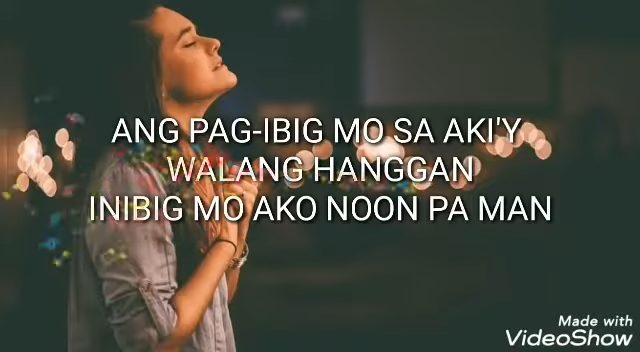 ANG PAG-IBIG MO SA AKI'Y
WALANG HANGGAN
INIBIG MO AKO NOON PA MAN
Made with
VideoShow